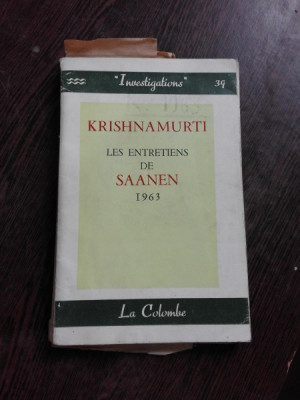 "Investigations" 39
KRISHNAMURTI
LES ENTRETIENS
DE
SAANEN
1963
La Colombe